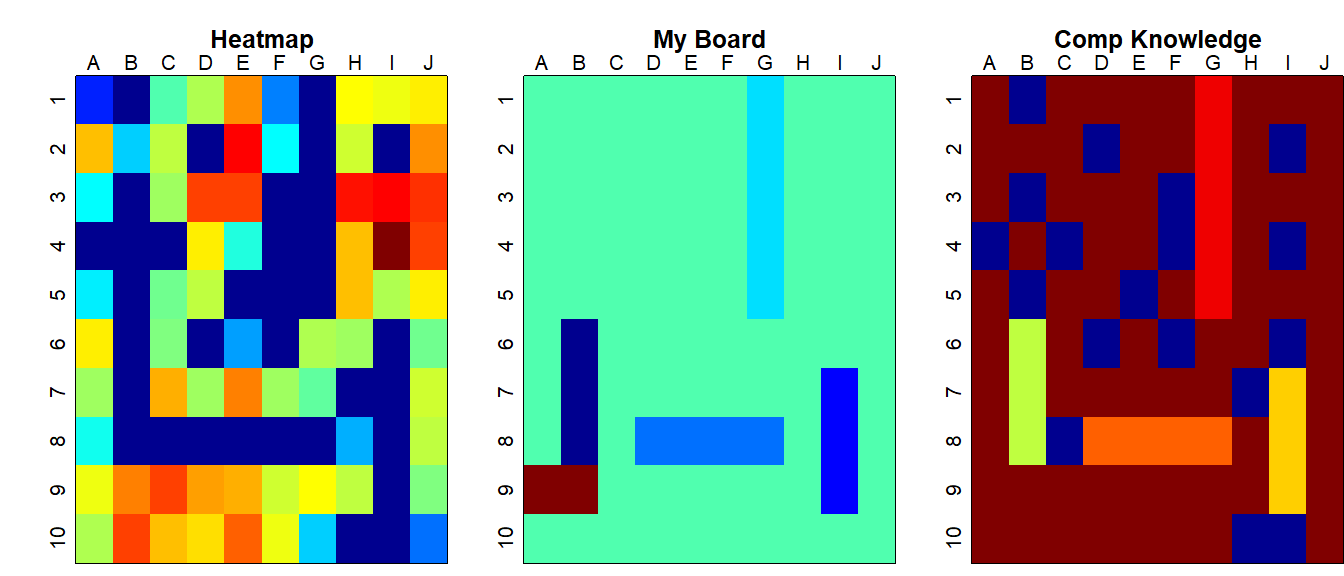 Heatmap My Board Comp Knowledge
A B C D E F G H I J A B C D E F G H I J A B C D E F G H I J
1 1 1
2 2 2
3 3 3
4 4 4
5 5 5
6 6 6
7 7 7
8 8 8
9 9 9
10 10 10